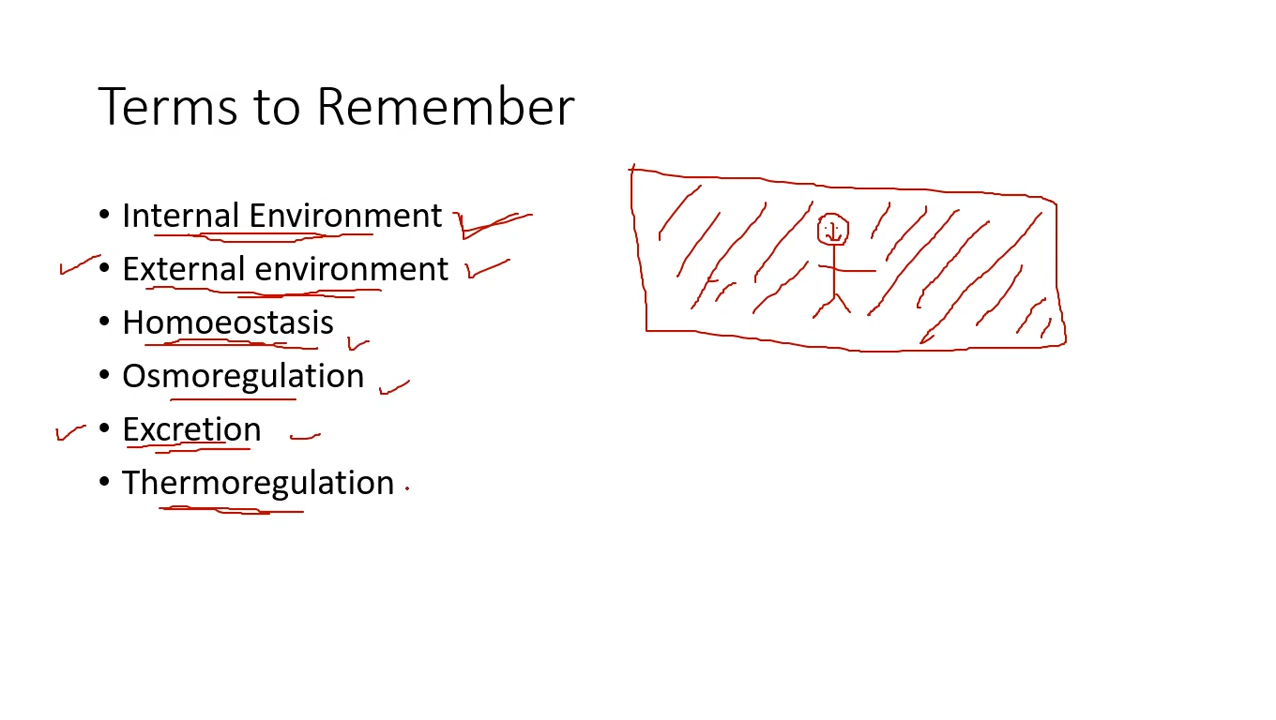 Terms to Remember
• Internal Environment
• External environment
• Homoeostasis
• Osmoregulation
• Excretion
• Thermoregulation